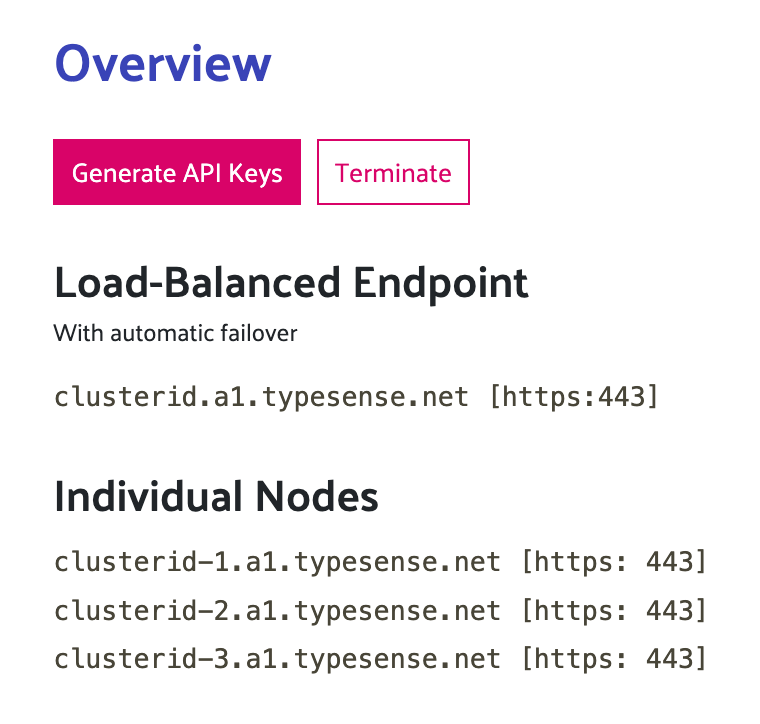 Overview
Generate API Keys Terminate
Load-Balanced Endpoint
With automatic failover
clusterid.a1.typesense.net [https:443]
Individual Nodes
clusterid-1.a1.typesense.net [https: 443]
clusterid-2.a1.typesense.net [https: 443]
clusterid-3.a1.typesense.net [https: 443]